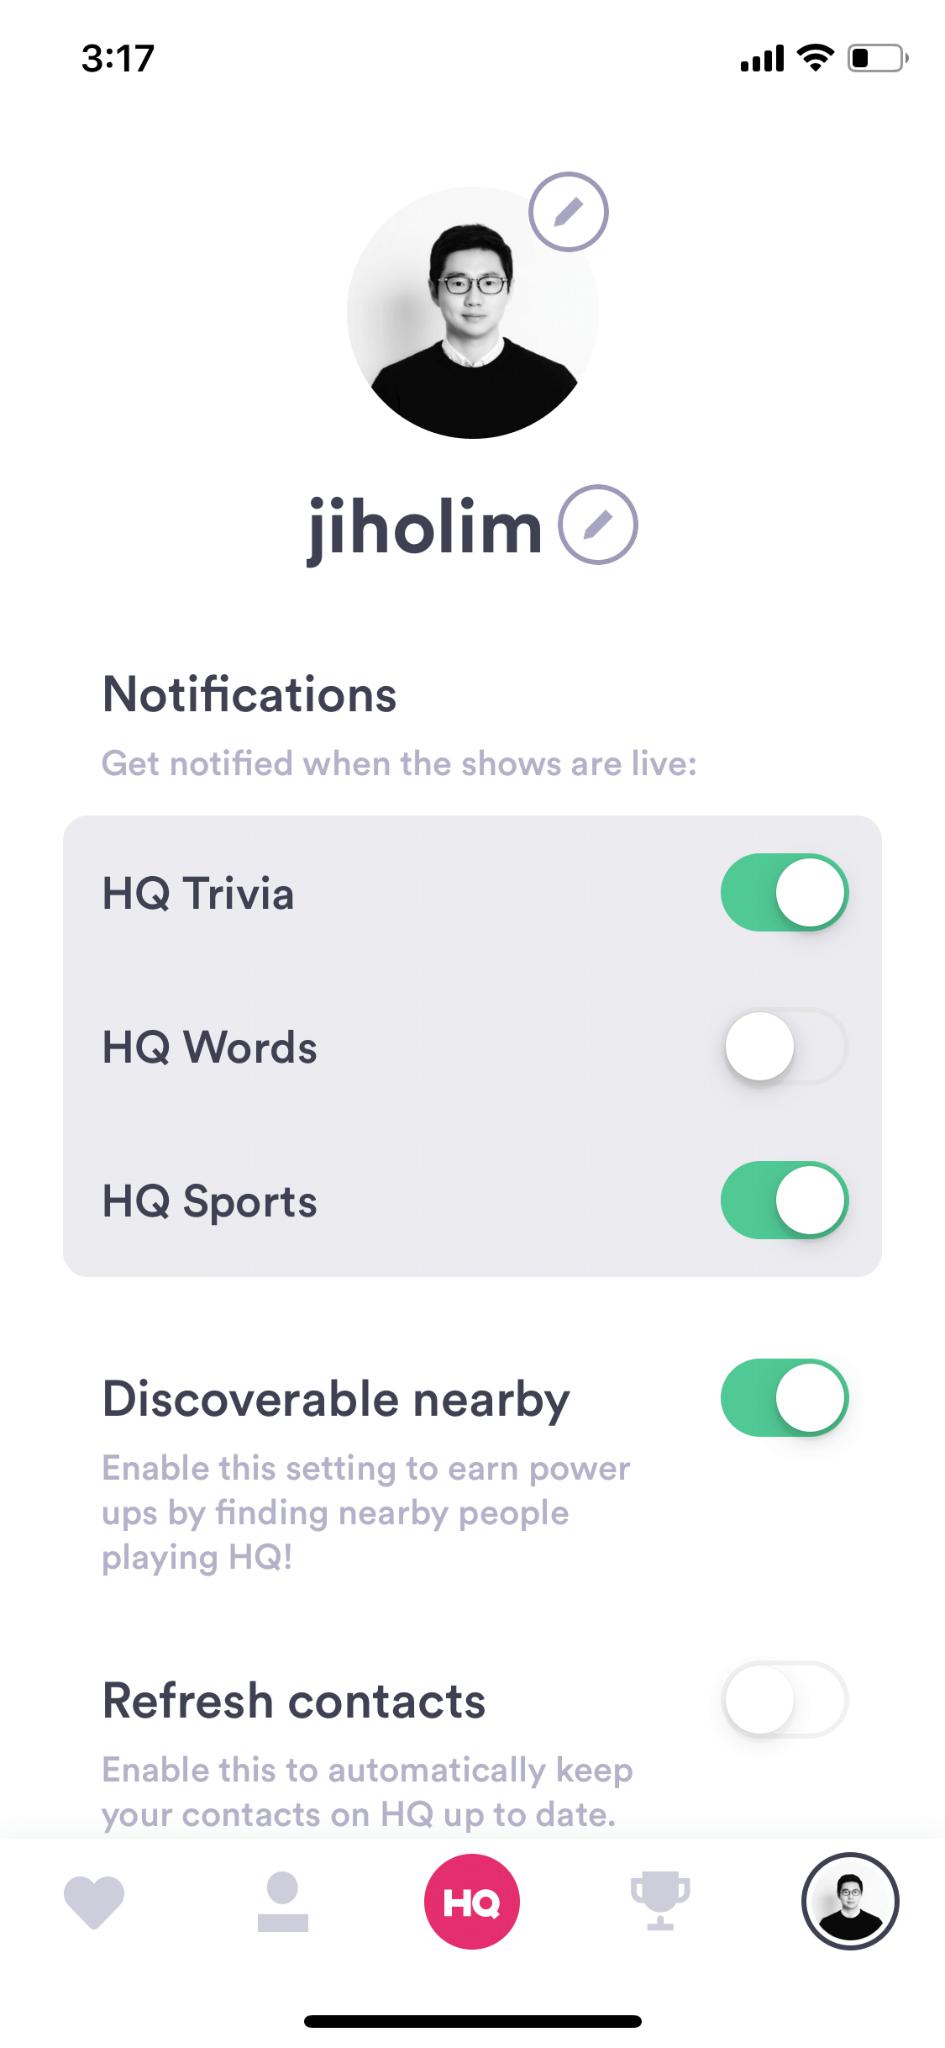 3:17
jiholim
Notifications
Get notified when the shows are live:
HQ Trivia
HQ Words
HQ Sports
Discoverable nearby
Enable this setting to earn power
ups by finding nearby people
playing HQ!
Refresh contacts
Enable this to automatically keep
your contacts on HQ up to date.
HQ